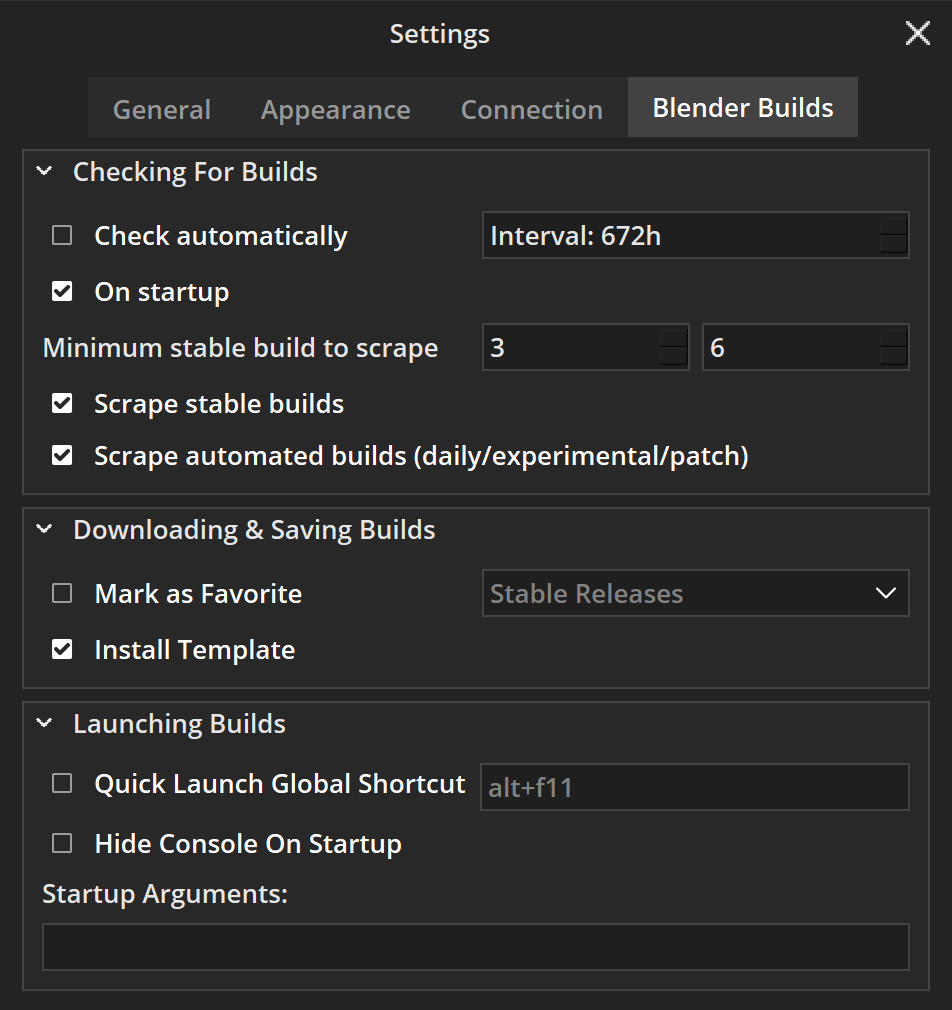 Settings
General Appearance Connection Blender Builds
Checking For Builds
Check automatically Interval: 672h
On startup
Minimum stable build to scrape 3 6
Scrape stable builds
Scrape automated builds (daily/experimental/patch)
Downloading & Saving Builds
Mark as Favorite Stable Releases
Install Template
Launching Builds
Quick Launch Global Shortcut alt+f11
Hide Console On Startup
Startup Arguments: